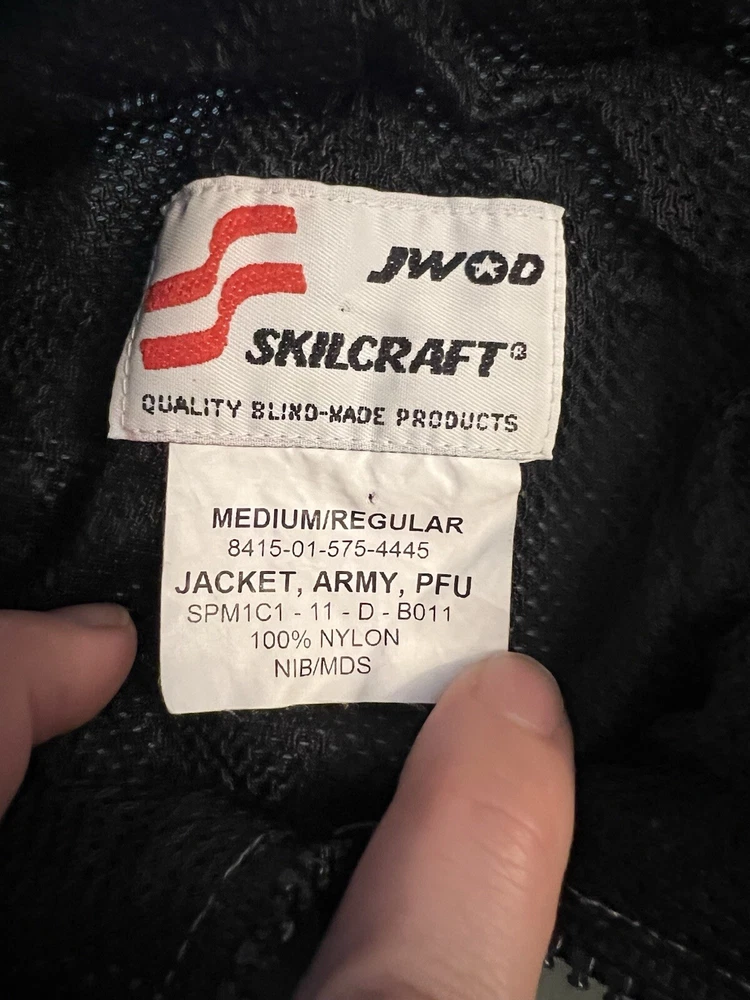 JWOD
SKILCRAFT®
QUALITY BLIND-MADE PRODUCTS
MEDIUM/REGULAR
8415-01-575-4445
JACKET, ARMY, PFU
SPM1C1 - 11 - D - B011
100% NYLON
NIB/MDS